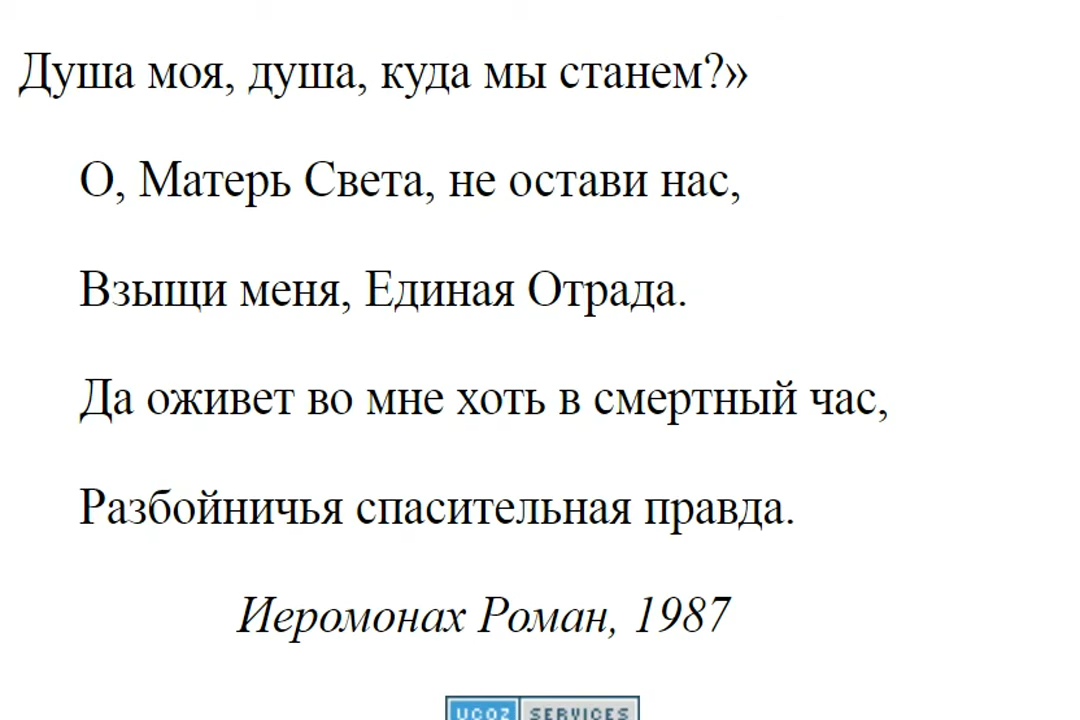 Душа моя, душа, куда мы станем?»
О, Матерь Света, не остави нас,
Взыщи меня, Единая Отрада.
Да оживет во мне хоть в смертный час,
Разбойничья спасительная правда.
Иеромонах Роман, 1987
UCOZ SERVICES